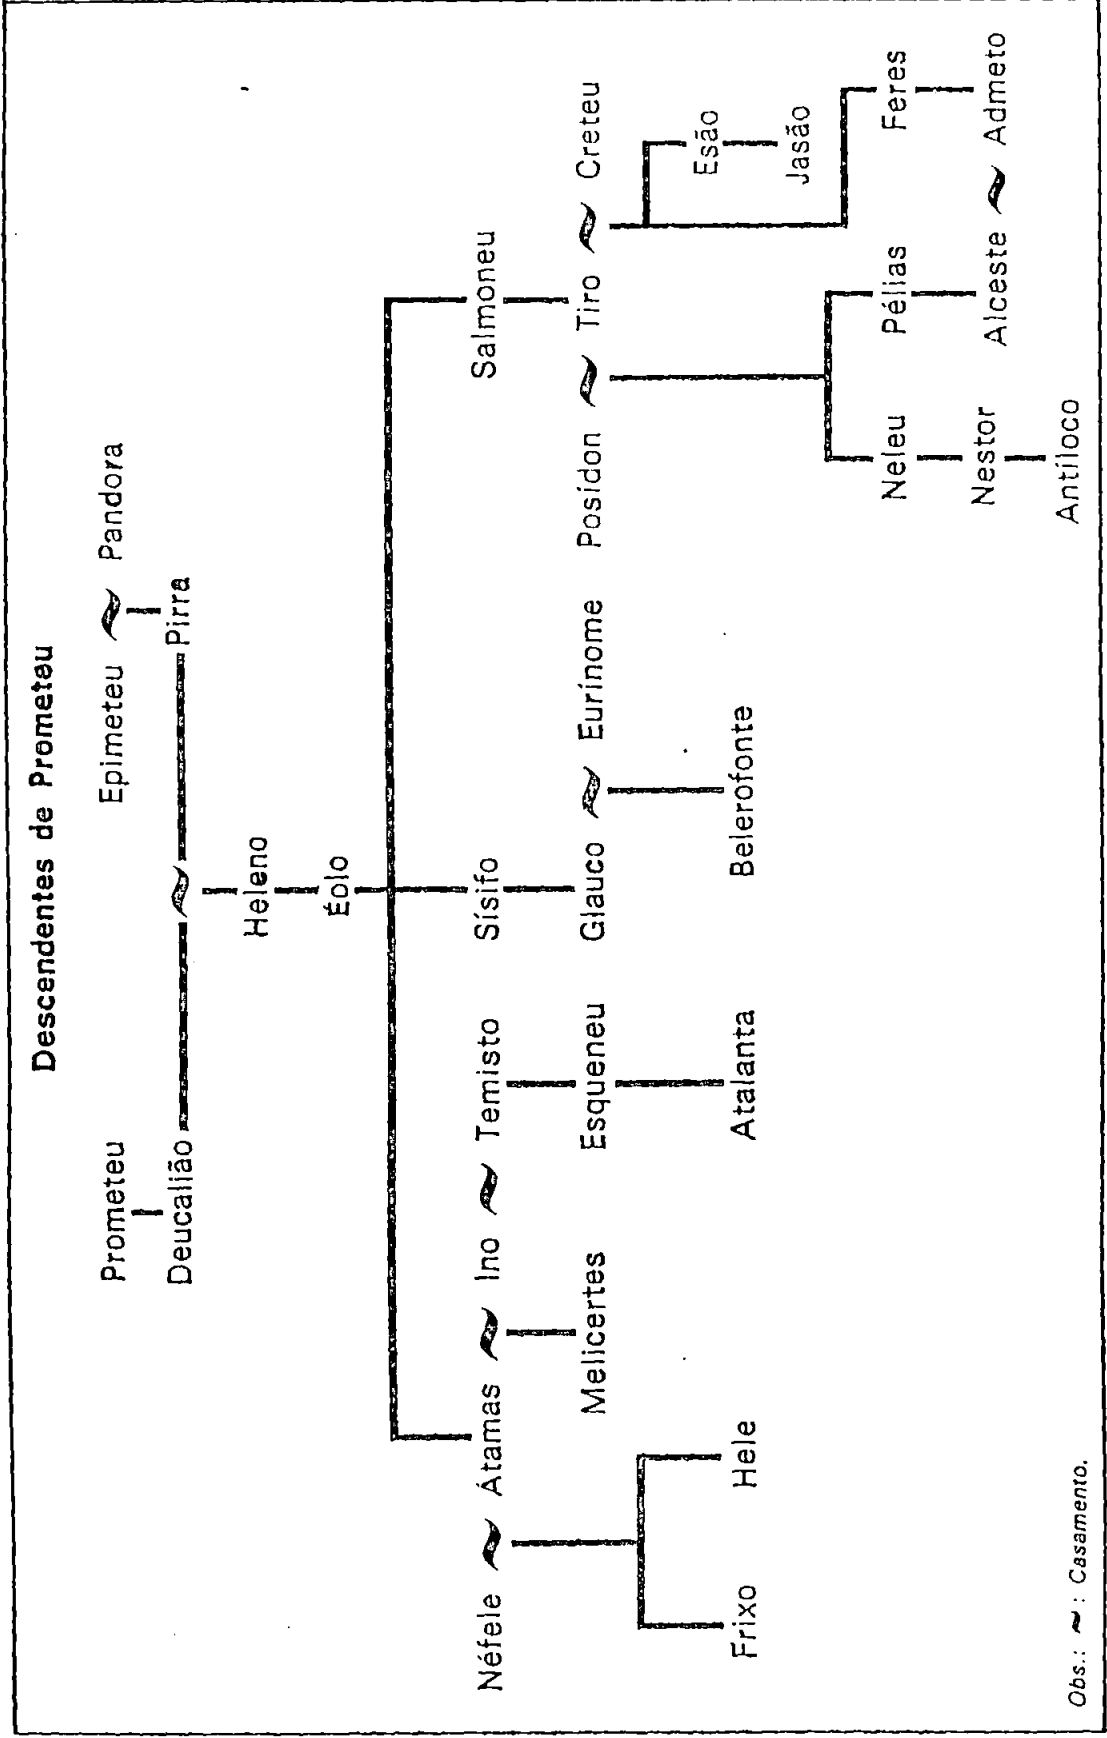 Descendentes de Prometeu
Prometeu Epimeteu ~ Pandora
Deucalião ~ Pirra
Heleno
Éolo
Néfele ~ Átamas ~ Ino ~ Temisto Sísifo Salmoneu
Melicertes Esqueneu Glauco ~ Eurínome Posídon ~ Tiro ~ Creteu
Esão
Frixo Hele Atalanta Belerofonte
Jasão
Neleu Pélias Feres
Nestor Alceste ~ Admeto
Antíloco
Obs.: ~ : Casamento.